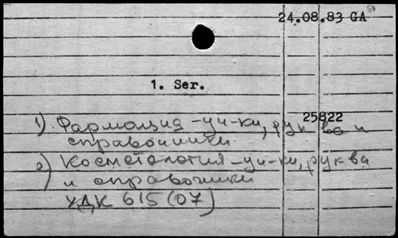 24.08.83 GA
1. Ser.
25822
1) Фармация -уч-ки, рук-ва и
справочники
2) Косметология -уч-ки, рук-ва
и справочники
УДК 615(07)